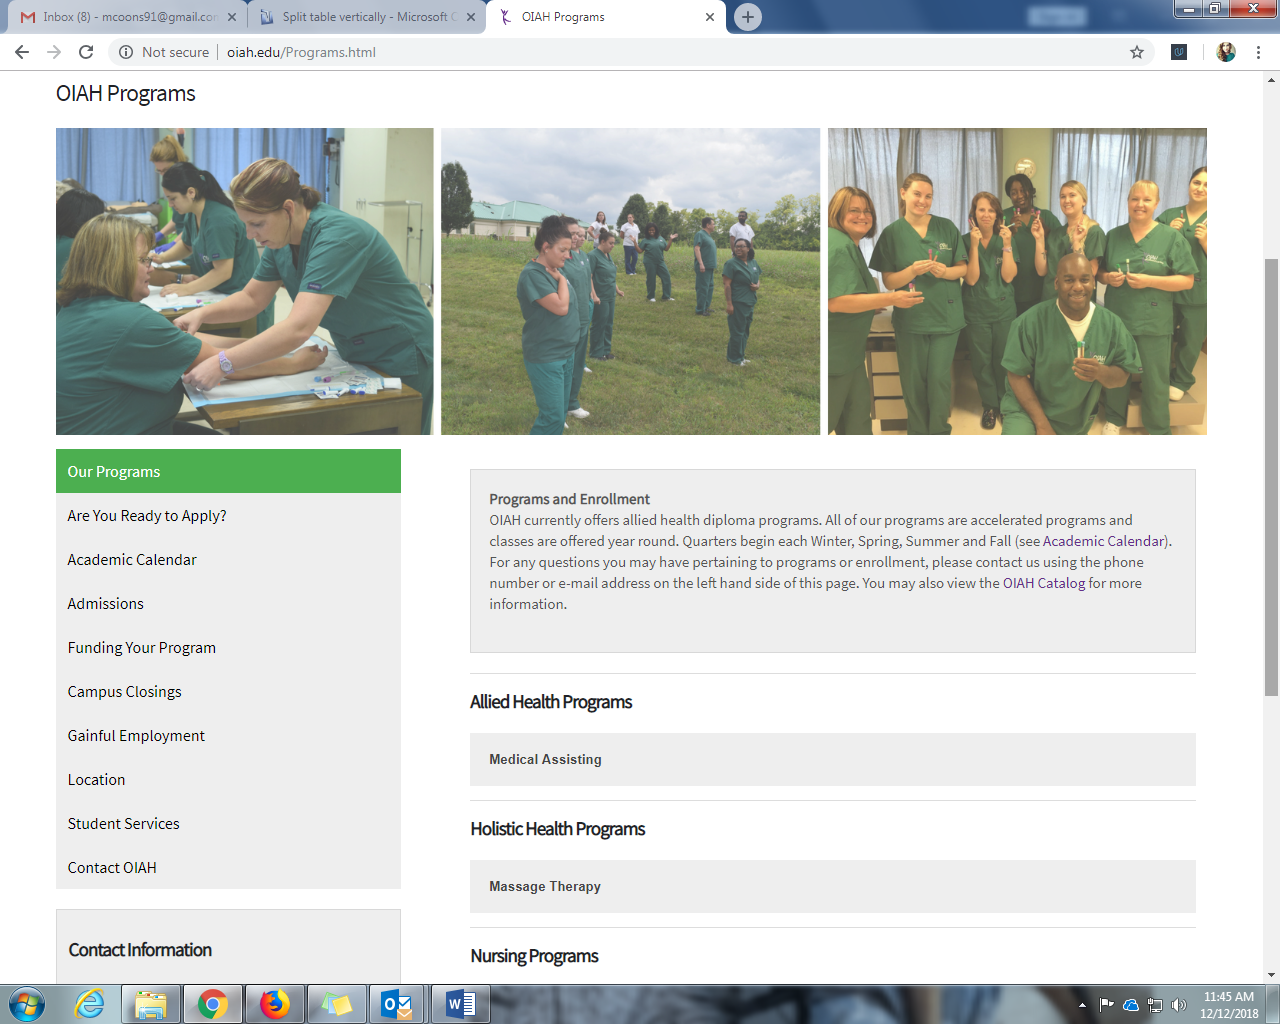 Inbox (8) - mcoons91@gmail.con
Split table vertically - Microsoft C
OIAH Programs
Not secure
oiah.edu/Programs.html
OIAH Programs
Our Programs
Are You Ready to Apply?
Academic Calendar
Admissions
Funding Your Program
Campus Closings
Gainful Employment
Location
Student Services
Contact OIAH
Contact Information
Programs and Enrollment
OIAH currently offers allied health diploma programs. All of our programs are accelerated programs and
classes are offered year round. Quarters begin each Winter, Spring, Summer and Fall (see Academic Calendar).
For any questions you may have pertaining to programs or enrollment, please contact us using the phone
number or e-mail address on the left hand side of this page. You may also view the OIAH Catalog for more
information.
Allied Health Programs
Medical Assisting
Holistic Health Programs
Massage Therapy
Nursing Programs
11:45 AM
12/12/2018